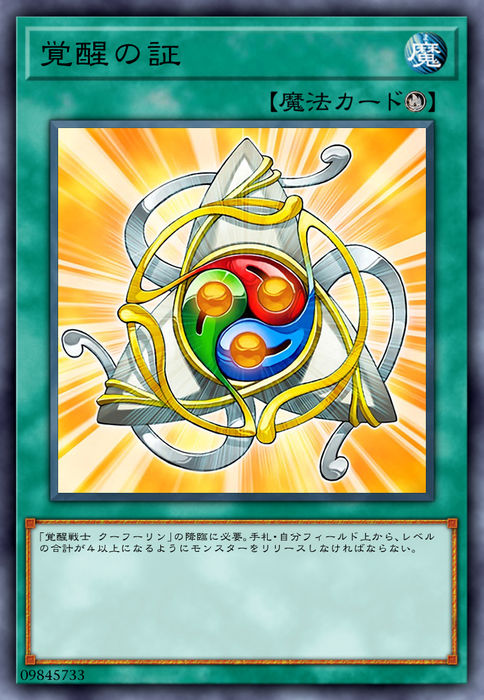 覚醒の証
魔
【魔法カード】
「覚醒戦士 クーフーリン」の降臨に必要。手札・自分フィールド上から、レベル
の合計が4以上になるようにモンスターをリリースしなければならない。
09845733